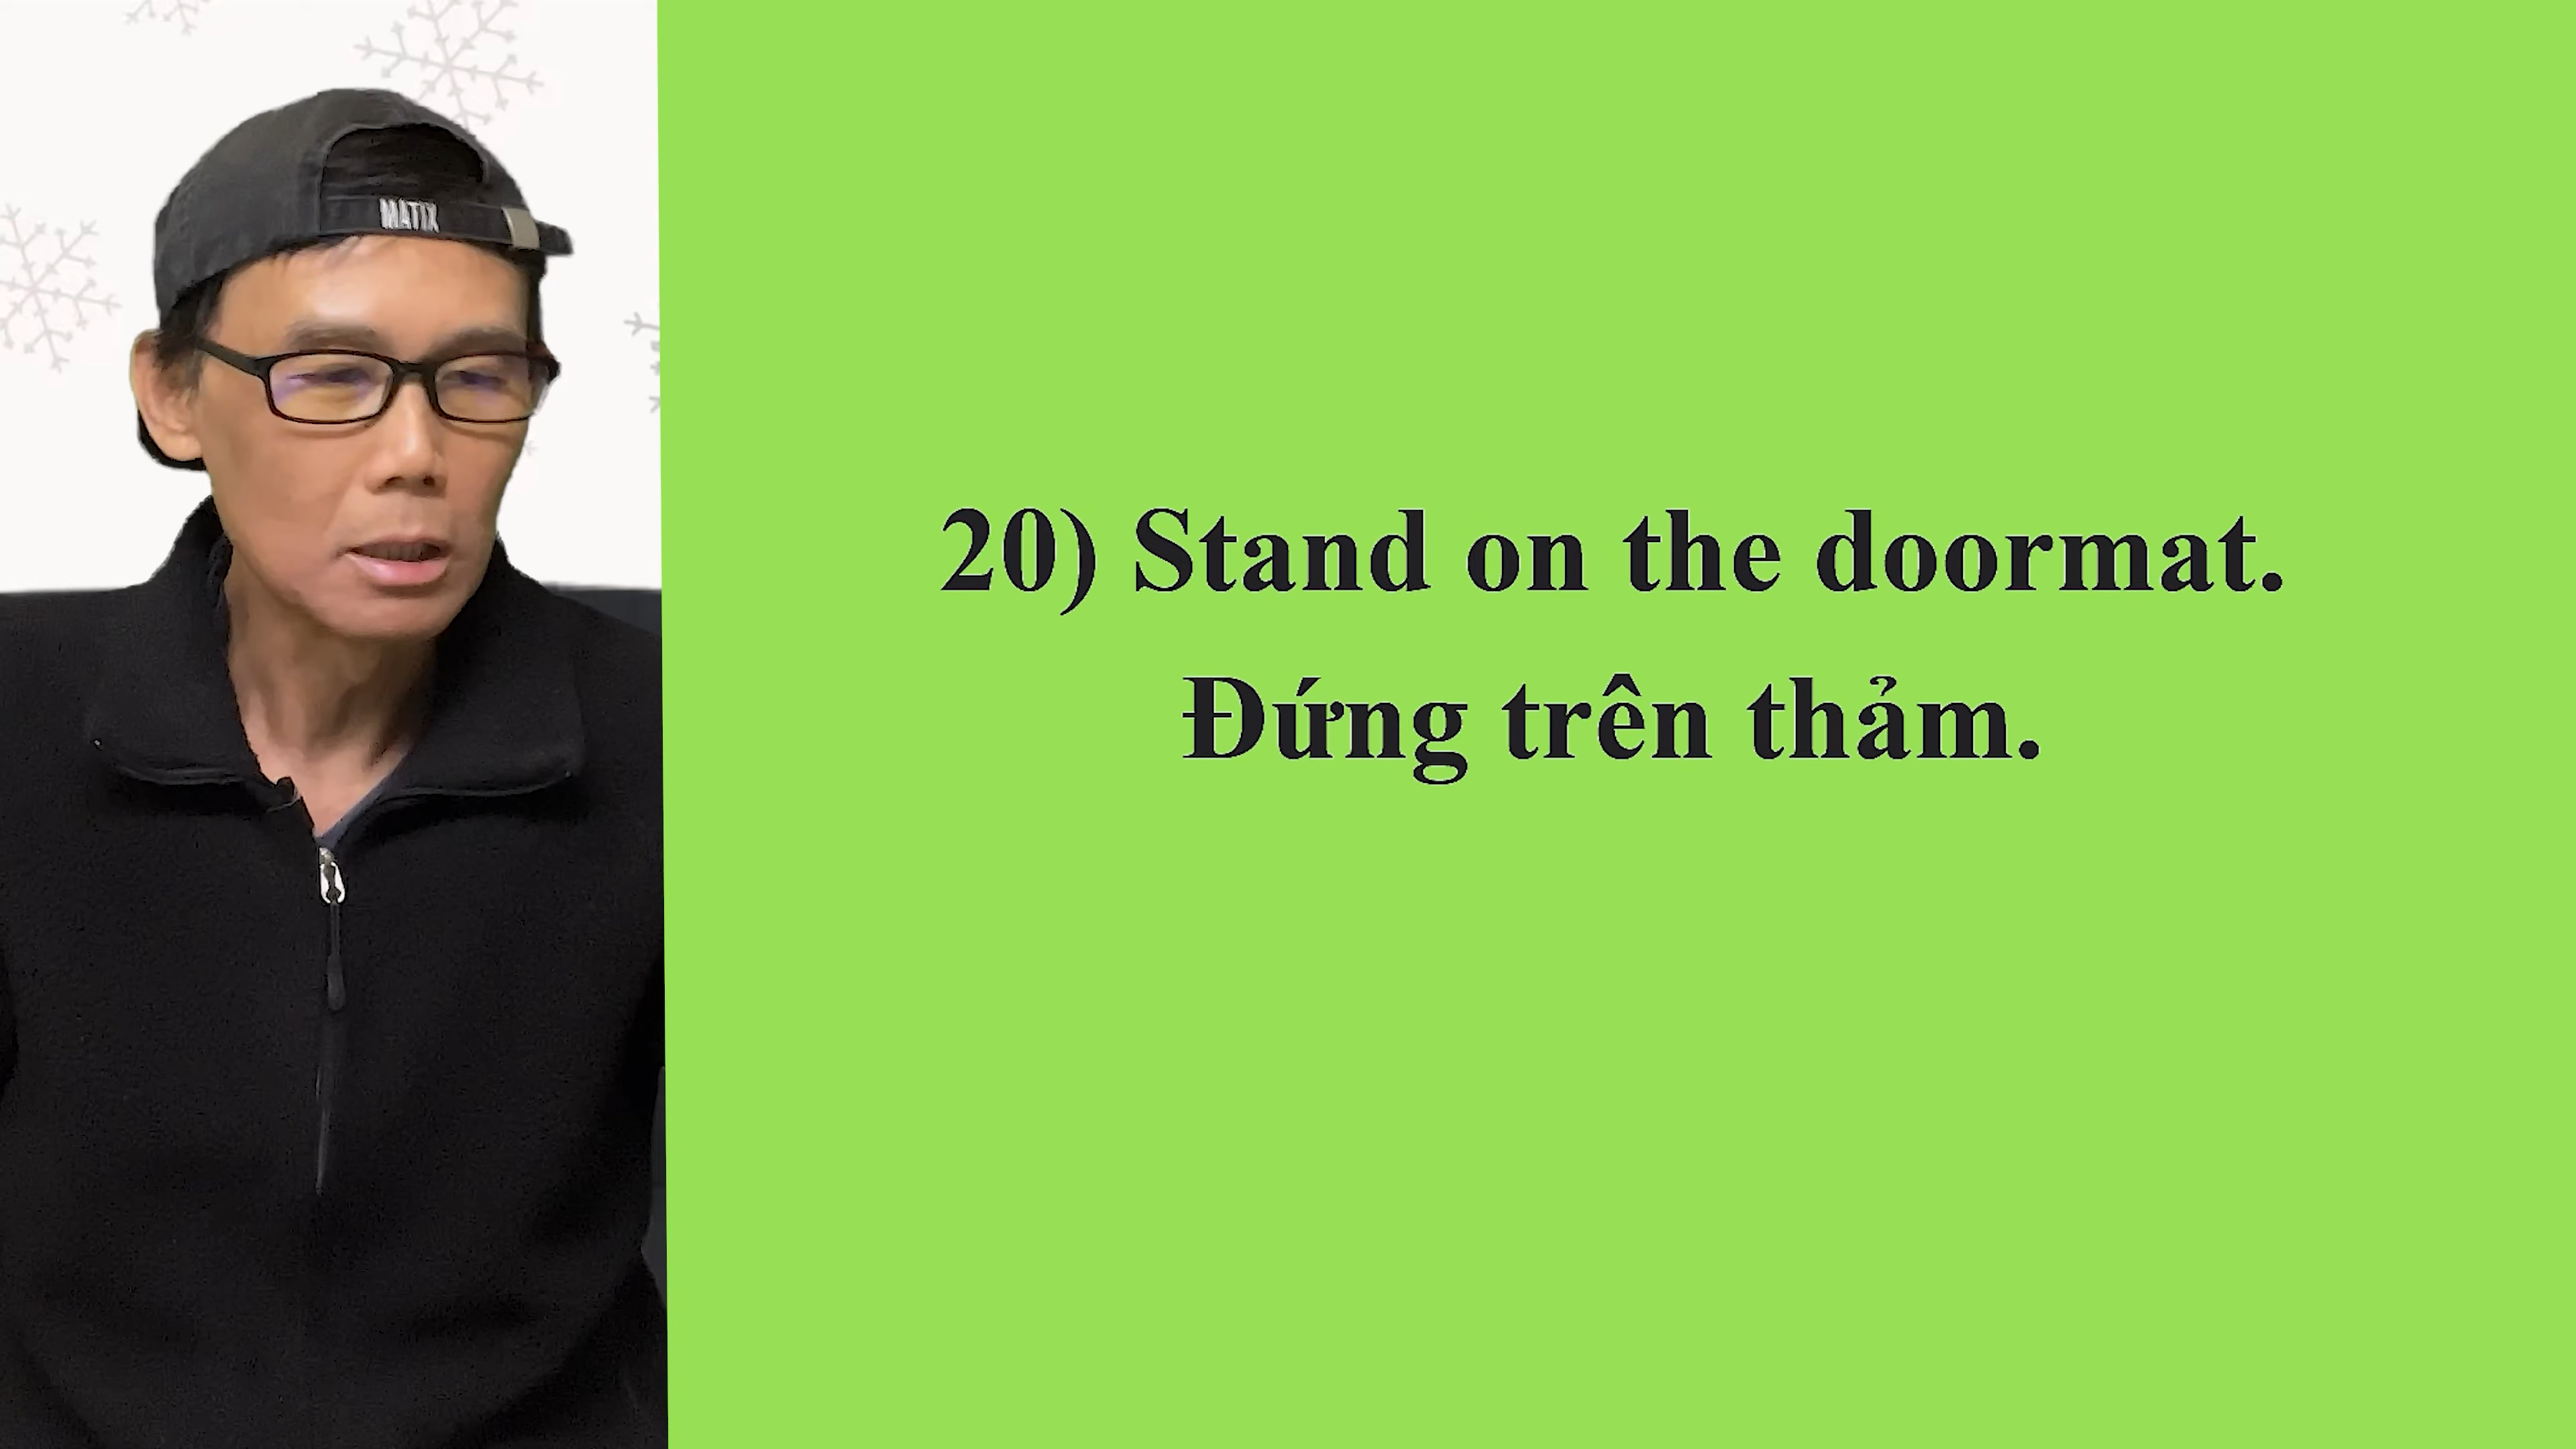 MATIX
20) Stand on the doormat.
Đứng trên thảm.